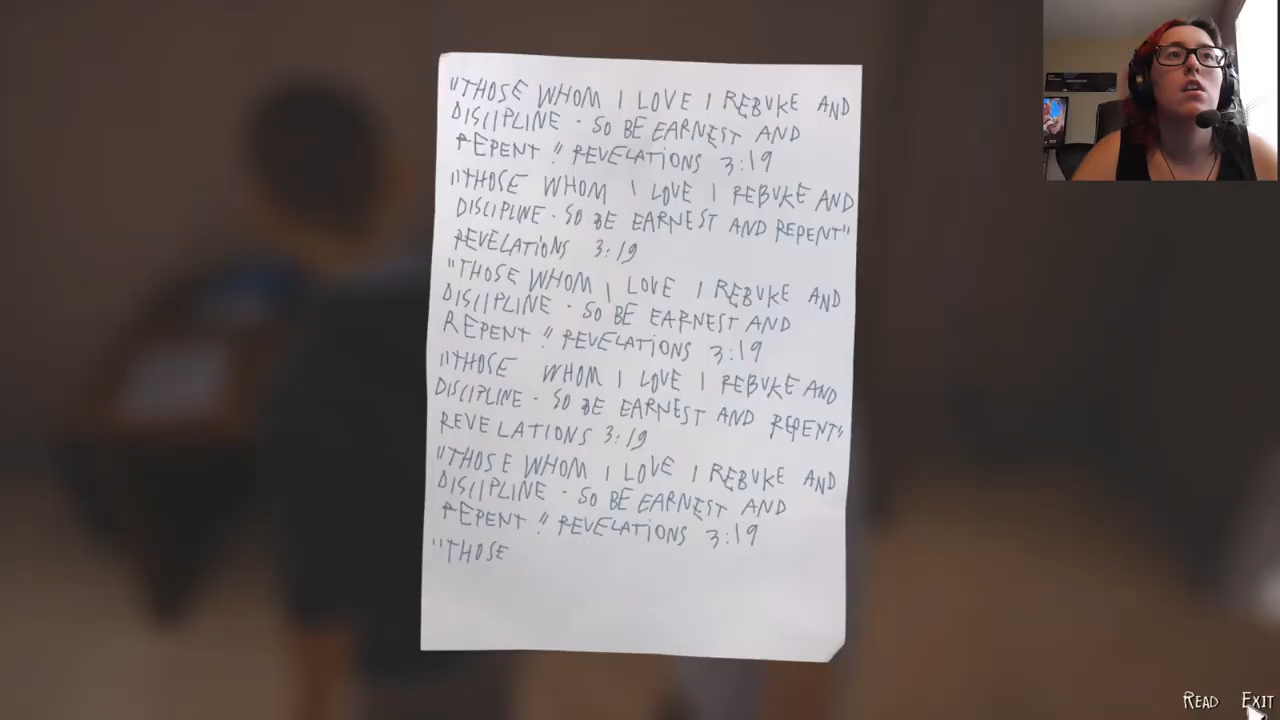 "THOSE WHOM I LOVE I REBUKE AND
DISCIPLINE. SO BE EARNEST AND
REPENT." REVELATIONS 3:19
"THOSE WHOM I LOVE I REBUKE AND
DISCIPLINE. SO BE EARNEST AND REPENT"
REVELATIONS 3:19
"THOSE WHOM I LOVE I REBUKE AND
DISCIPLINE. SO BE EARNEST AND
REPENT." REVELATIONS 3:19
"THOSE WHOM I LOVE I REBUKE AND
DISCIPLINE. SO BE EARNEST AND REPENT"
REVELATIONS 3:19
"THOSE WHOM I LOVE I REBUKE AND
DISCIPLINE. SO BE EARNEST AND
REPENT." REVELATIONS 3:19
"THOSE
READ EXIT